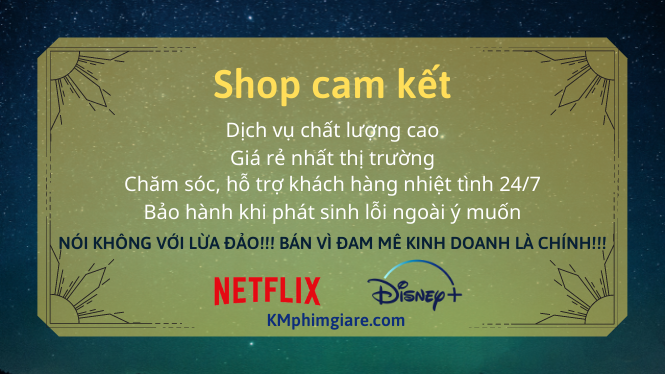 Shop cam kết
Dịch vụ chất lượng cao
Giá rẻ nhất thị trường
Chăm sóc, hỗ trợ khách hàng nhiệt tình 24/7
Bảo hành khi phát sinh lỗi ngoài ý muốn
NÓI KHÔNG VỚI LỪA ĐẢO!!! BÁN VÌ ĐAM MÊ KINH DOANH LÀ CHÍNH!!!
NETFLIX Disney+
KMphimgiare.com